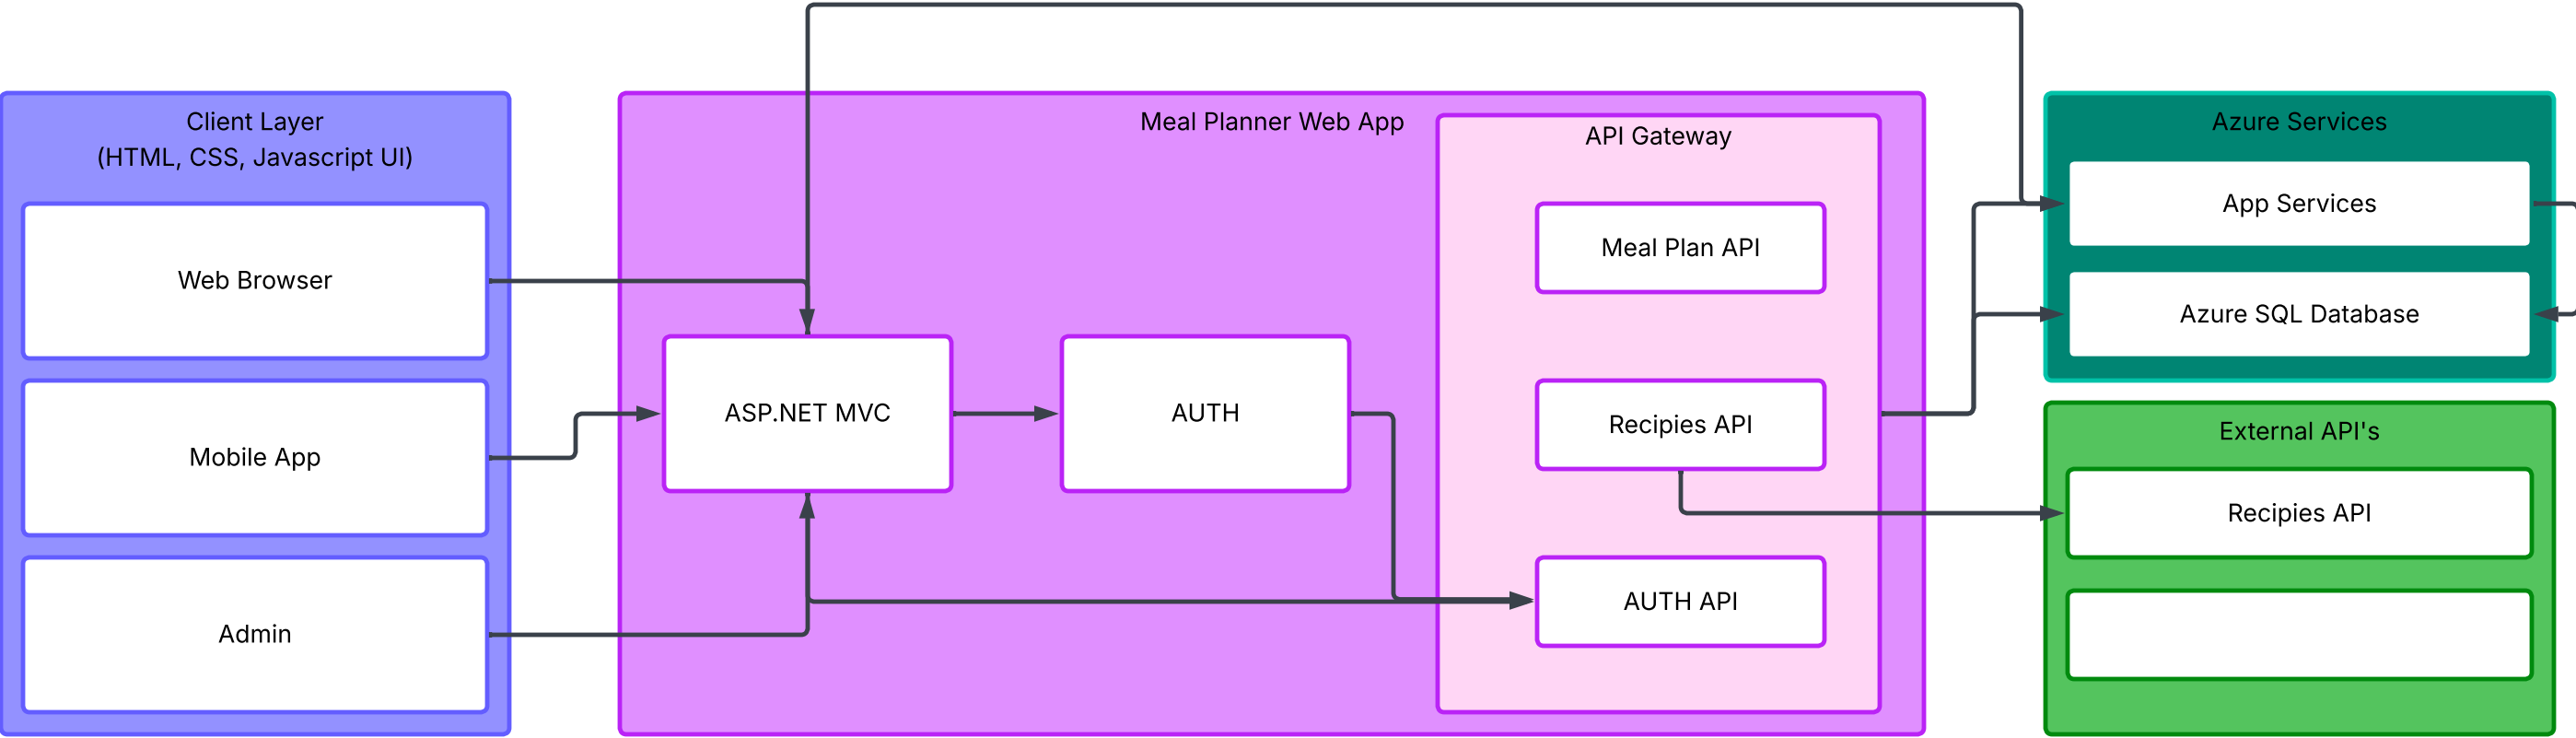 Client Layer
(HTML, CSS, Javascript UI)
Web Browser
Mobile App
Admin
Meal Planner Web App
ASP.NET MVC
AUTH
API Gateway
Meal Plan API
Recipies API
AUTH API
Azure Services
App Services
Azure SQL Database
External API's
Recipies API